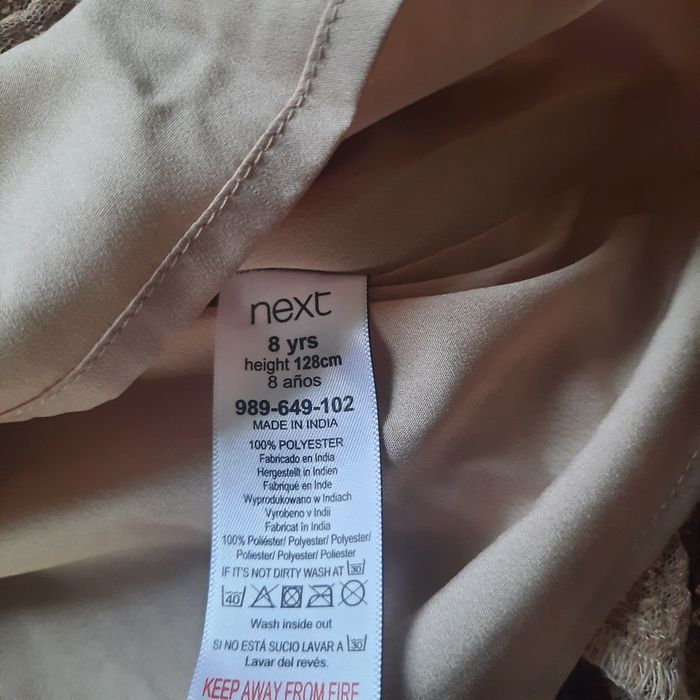 next
8 yrs
height 128cm
8 años
989-649-102
MADE IN INDIA
100% POLYESTER
Fabricado en India
Hergestellt in Indien
Fabriqué en Inde
Wyprodukowano w Indiach
Vyrobeno v Indii
Fabricat în India
100% Poliéster/ Polyester/ Polyester/
Poliester/ Polyester/ Poliester
IF IT'S NOT DIRTY WASH AT 30
40
Wash inside out
SI NO ESTÁ SUCIO LAVAR A 30
Lavar del revés.
KEEP AWAY FROM FIRE